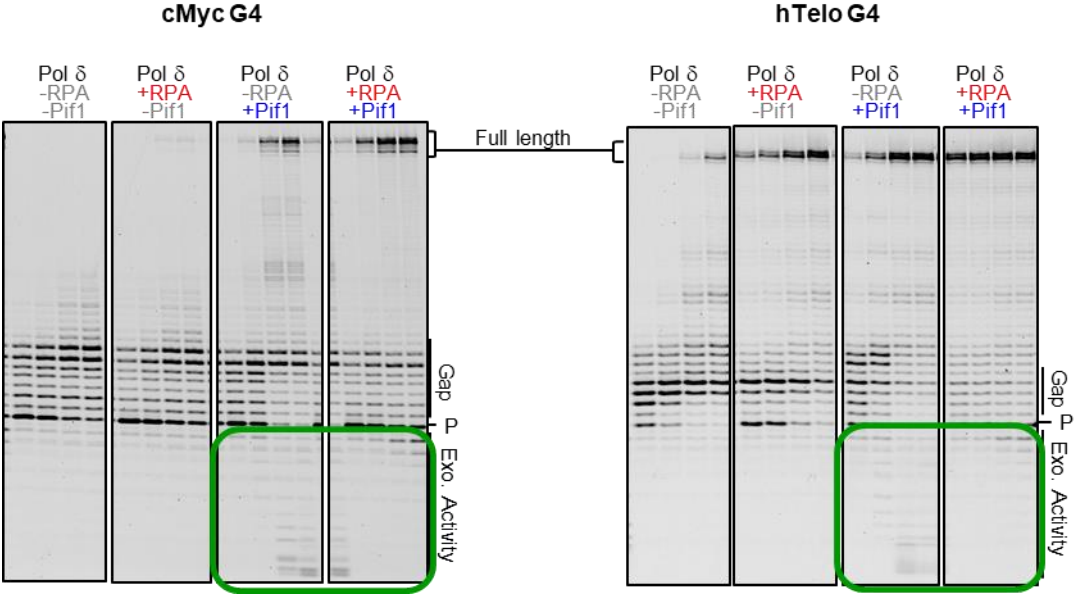 cMyc G4
hTelo G4
Pol δ
-RPA
-Pif1
Pol δ
+RPA
-Pif1
Pol δ
-RPA
+Pif1
Pol δ
+RPA
+Pif1
Pol δ
-RPA
-Pif1
Pol δ
+RPA
-Pif1
Pol δ
-RPA
+Pif1
Pol δ
+RPA
+Pif1
Full length
Gap
P
Exo. Activity
Gap
P
Exo. Activity